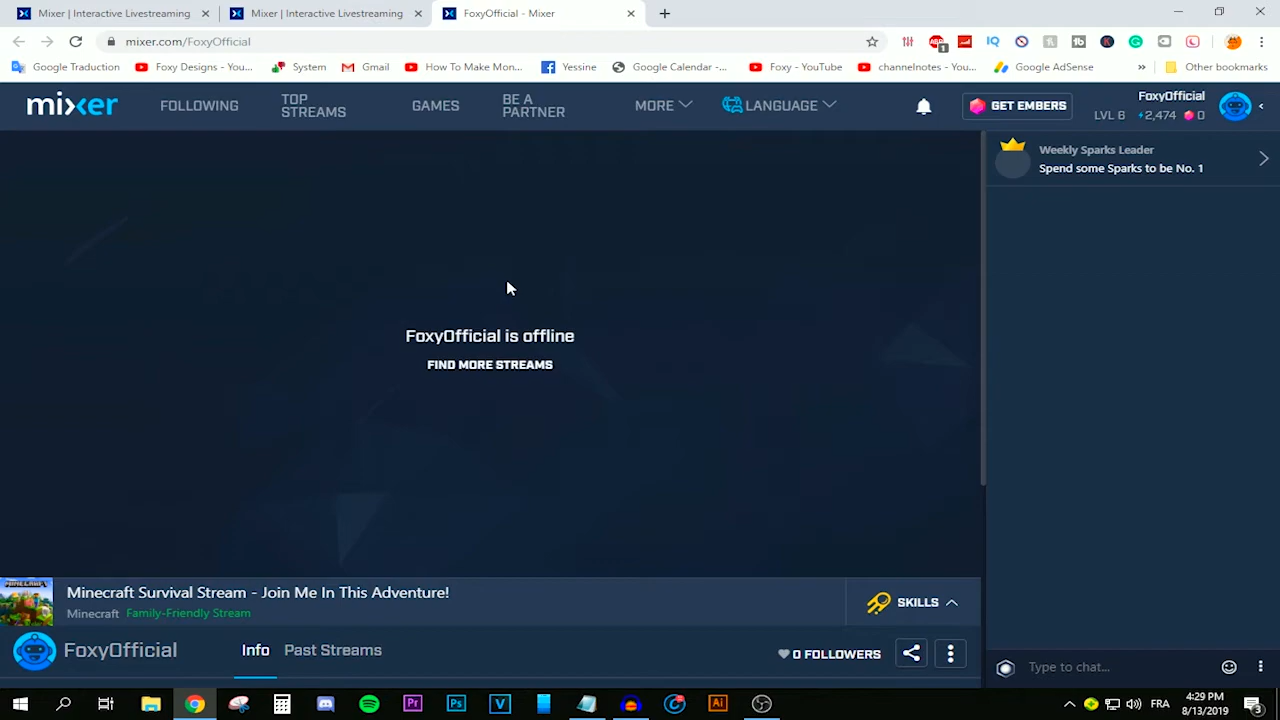 Mixer | Interactive Livestreaming
Mixer | Interactive Livestreaming
FoxyOfficial - Mixer
mixer.com/FoxyOfficial
Google Traduction
Foxy Designs - You...
System
Gmail
How To Make Mon...
Yessine
Google Calendar -...
Foxy - YouTube
channelnotes - You...
Google AdSense
Other bookmarks
mixer
FOLLOWING
TOP
STREAMS
GAMES
BE A
PARTNER
MORE
LANGUAGE
GET EMBERS
FoxyOfficial
LVL 6 2,474 0
Weekly Sparks Leader
Spend some Sparks to be No. 1
FoxyOfficial is offline
FIND MORE STREAMS
Minecraft Survival Stream - Join Me In This Adventure!
Minecraft Family-Friendly Stream
SKILLS
FoxyOfficial
Info
Past Streams
0 FOLLOWERS
Type to chat...
FRA
4:29 PM
8/13/2019